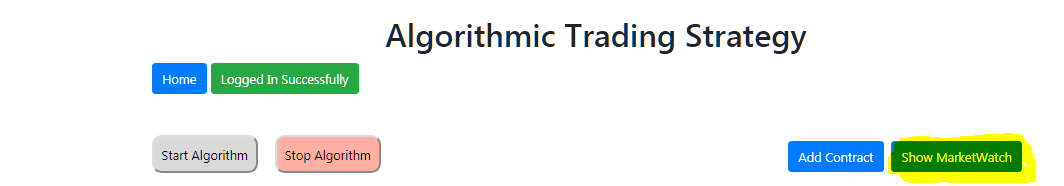 Algorithmic Trading Strategy
Home Logged In Successfully
Start Algorithm Stop Algorithm Add Contract Show MarketWatch